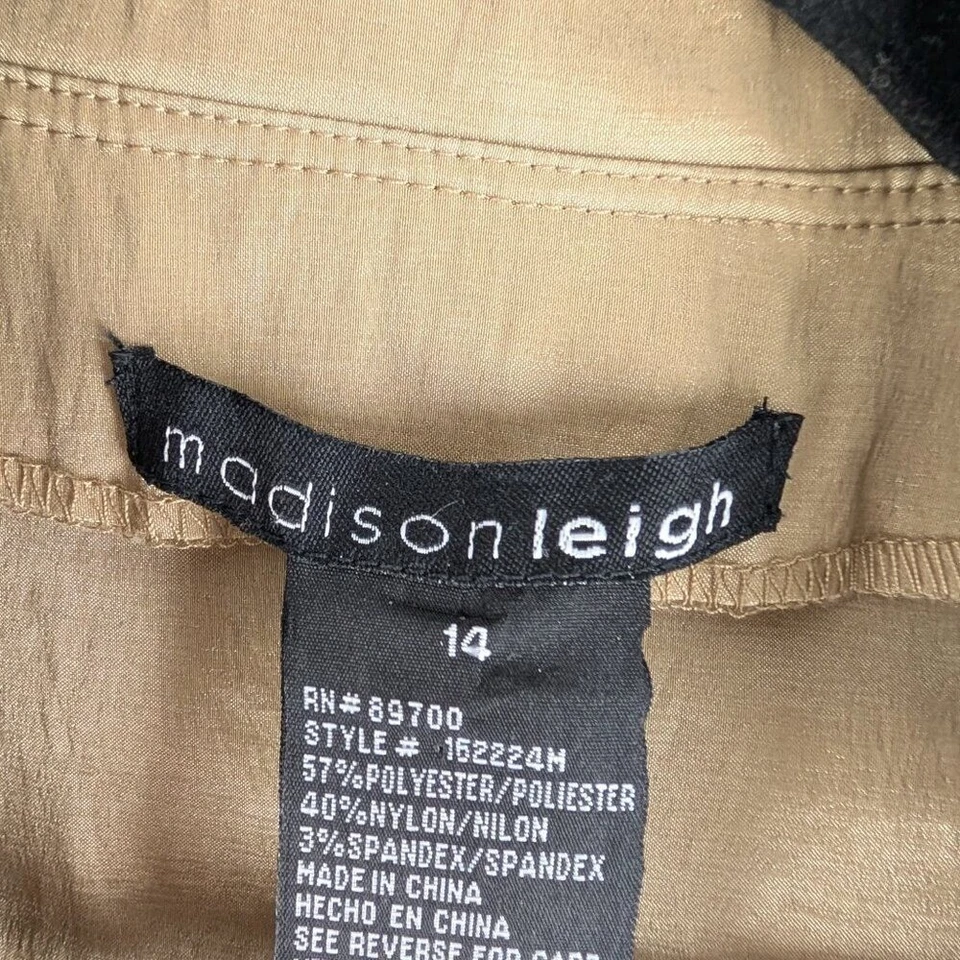 madisonleigh
14
RN# 89700
STYLE # 152224M
57%POLYESTER/POLIESTER
40%NYLON/NILON
3%SPANDEX/SPANDEX
MADE IN CHINA
HECHO EN CHINA
SEE REVERSE FOR CARE